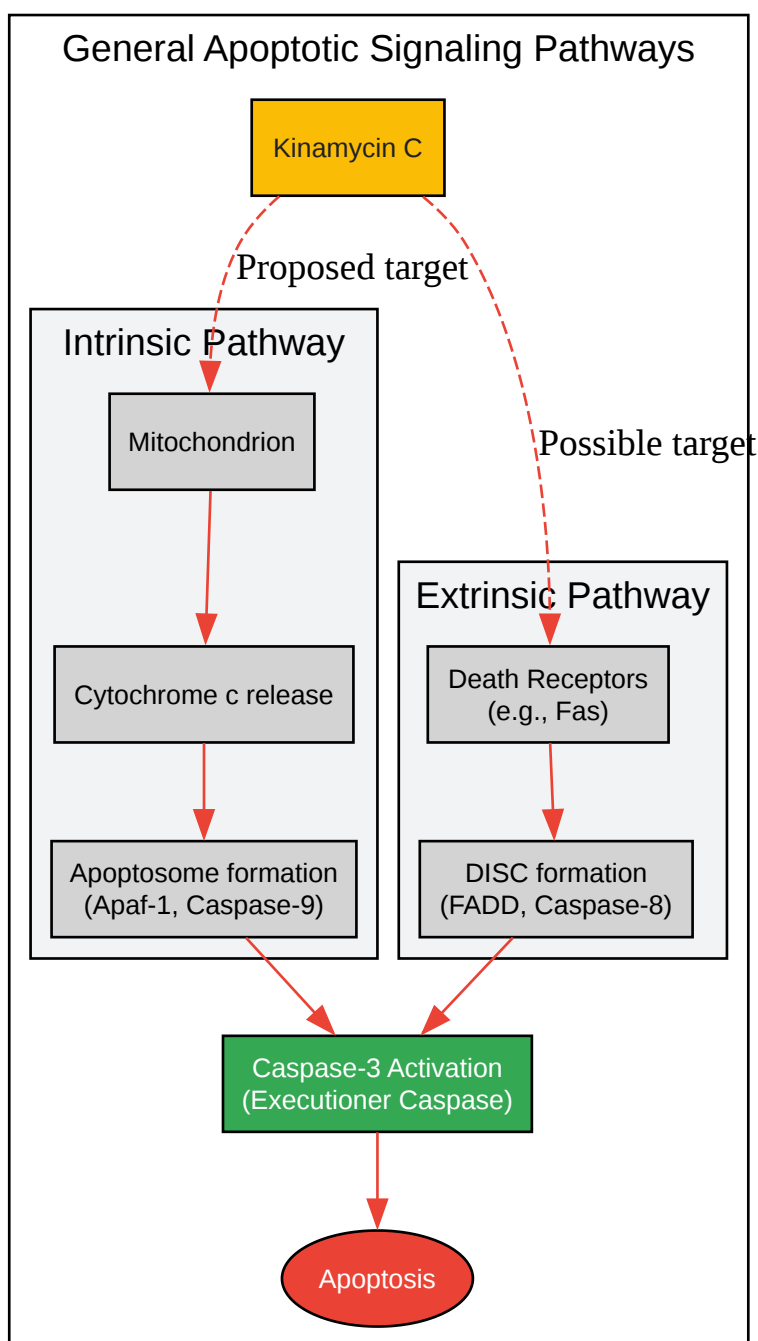 General Apoptotic Signaling Pathways
Kinamycin C
Proposed target
Intrinsic Pathway
Mitochondrion
Possible target
Extrinsic Pathway
Cytochrome c release
Death Receptors
(e.g., Fas)
Apoptosome formation
(Apaf-1, Caspase-9)
DISC formation
(FADD, Caspase-8)
Caspase-3 Activation
(Executioner Caspase)
Apoptosis